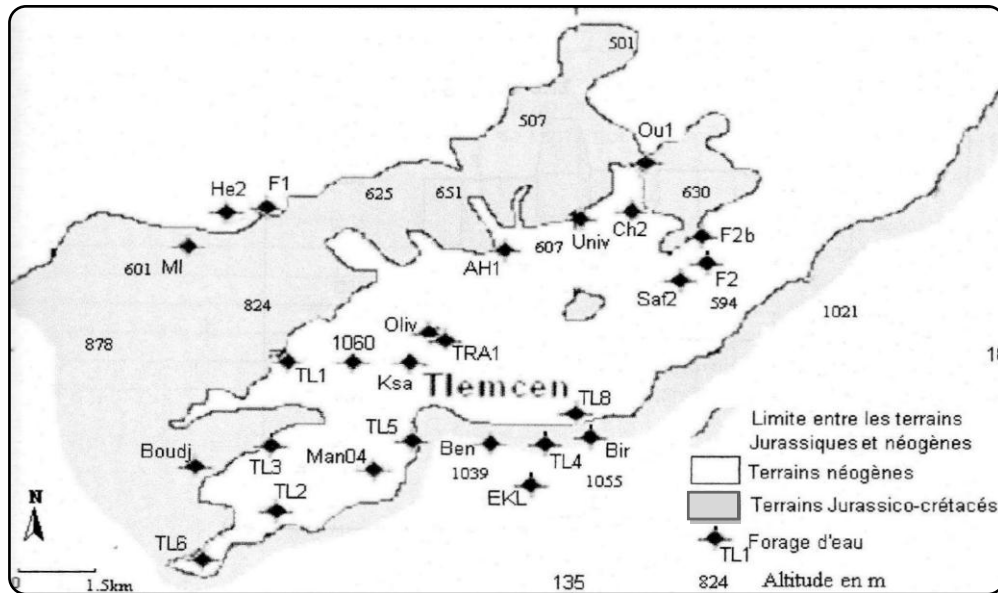 501
507
Ou1
He2
F1
625
651
630
601
MI
AH1
607
Univ
Ch2
F2b
F2
Saf2
594
824
1021
878
Oliv
1060
TRA1
TL1
Ksa
Tlemcen
TL8
Boudj
TL3
Man04
TL5
Ben
TL4
Bir
1039
1055
EKL
TL2
TL6
N
0
1.5km
135
Limite entre les terrains
Jurassiques et néogènes
Terrains néogènes
Terrains Jurassico-crétacés
TL1 Forage d'eau
824 Altitude en m